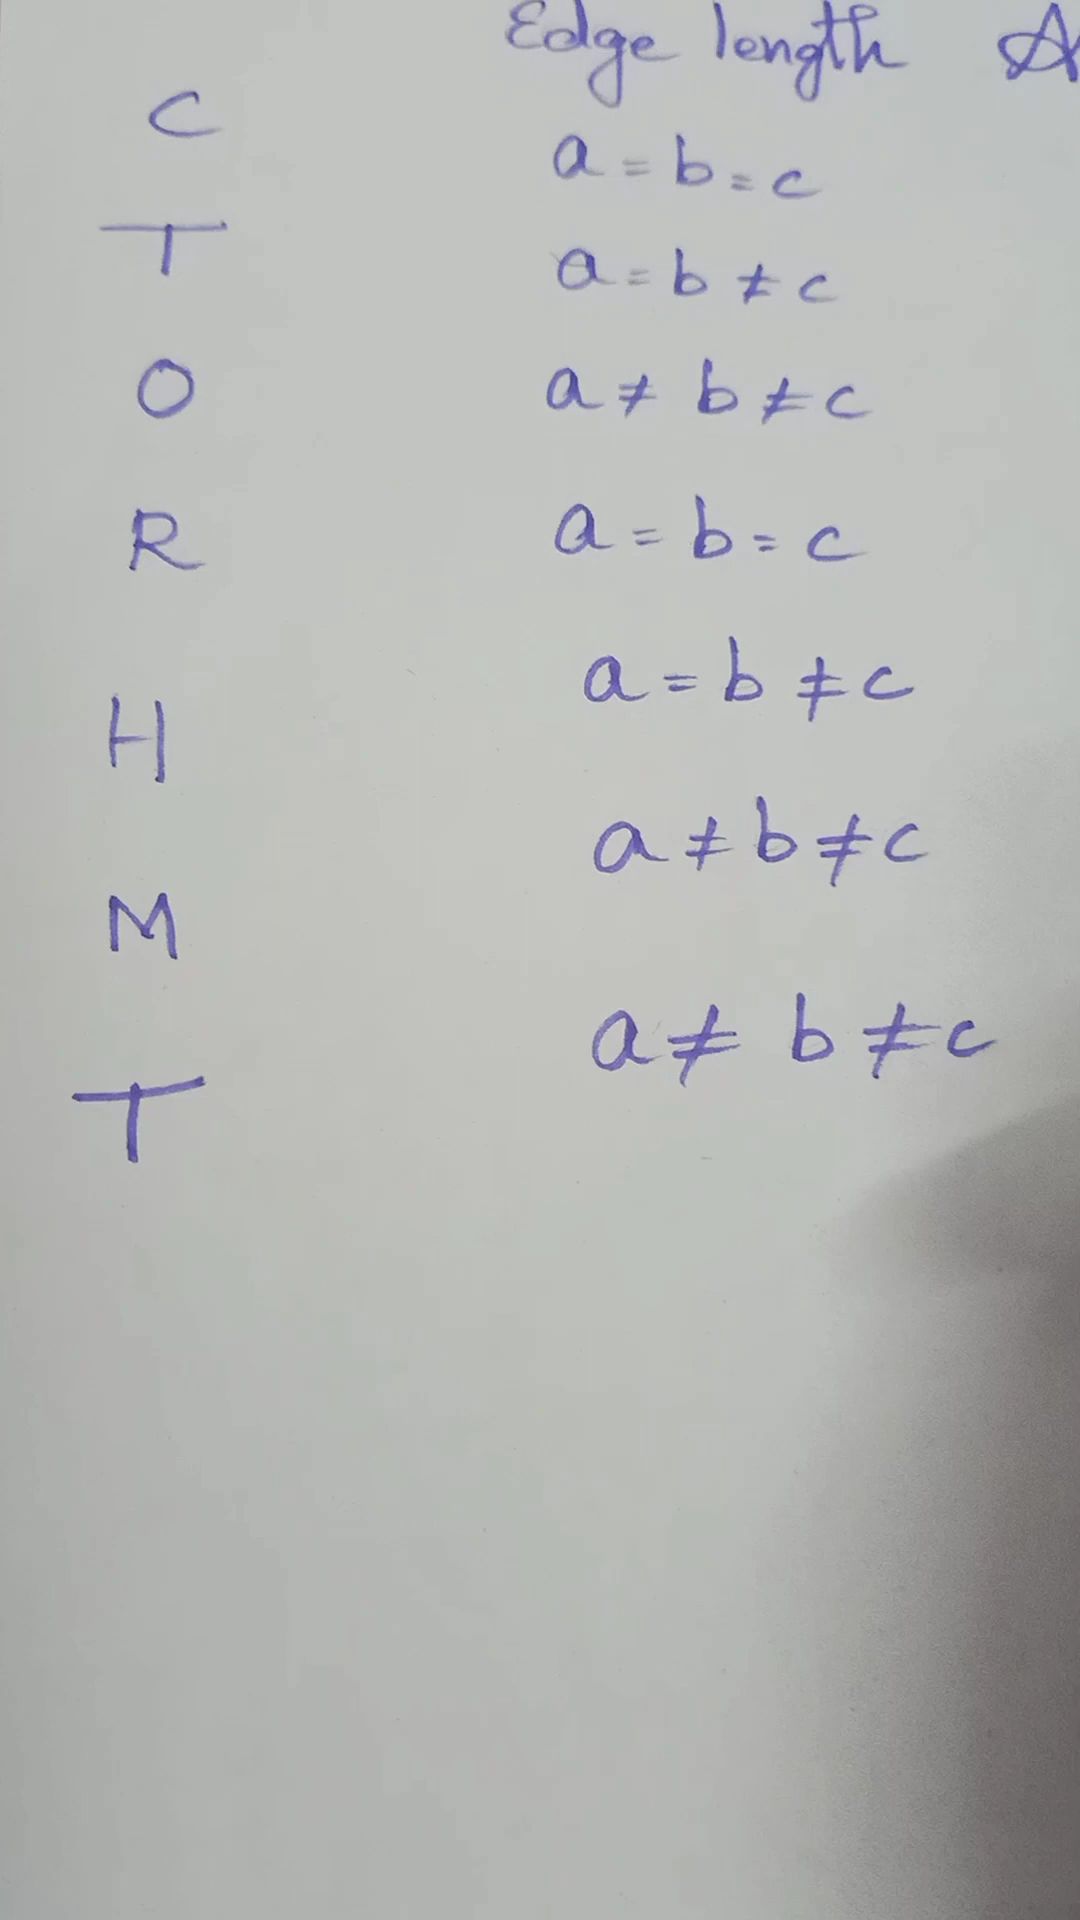 Edge length A
C a = b = c
T a = b ≠ c
O a ≠ b ≠ c
R a = b = c
H a = b ≠ c
M a ≠ b ≠ c
T a ≠ b ≠ c